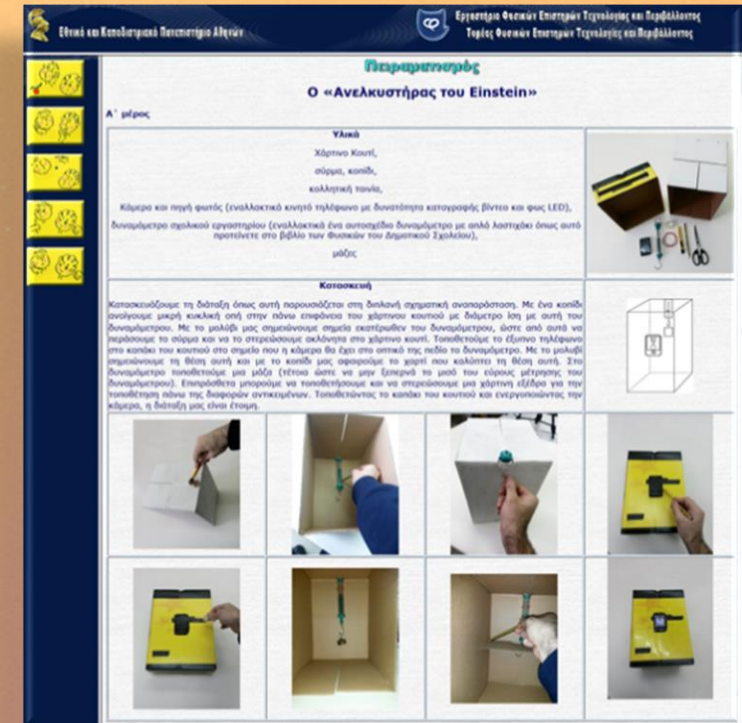 Εθνικό και Καποδιστριακό Πανεπιστήμιο Αθηνών
Εργαστήριο Φυσικών Επιστημών Τεχνολογίας και Περιβάλλοντος
Τομέας Φυσικών Επιστημών Τεχνολογίας και Περιβάλλοντος
Πειραματισμός
Ο «Ανελκυστήρας του Einstein»
Α΄ μέρος
Υλικά
Χάρτινο Κουτί,
σύρμα, κοπίδι,
κολλητική ταινία,
Κάμερα και πηγή φωτός (εναλλακτικά κινητό τηλέφωνο με δυνατότητα καταγραφής βίντεο και φως LED),
δυναμόμετρο σχολικού εργαστηρίου (εναλλακτικά ένα αυτοσχέδιο δυναμόμετρο με απλό λαστιχάκι όπως αυτό
προτείνετε στο βιβλίο των Φυσικών του Δημοτικού Σχολείου),
μάζες
Κατασκευή
Κατασκευάζουμε τη διάταξη όπως αυτή παρουσιάζεται στη διπλανή σχηματική αναπαράσταση. Με ένα κοπίδι
ανοίγουμε μικρή κυκλική οπή στην πάνω επιφάνεια του χάρτινου κουτιού με διάμετρο ίση με αυτή του
δυναμόμετρου. Με το μολύβι μας σημειώνουμε σημεία εκατέρωθεν του δυναμόμετρου, ώστε από αυτά να
περάσουμε το σύρμα και να το στερεώσουμε ακλόνητα στο χάρτινο κουτί. Τοποθετούμε το έξυπνο τηλέφωνο
στο καπάκι του κουτιού στο σημείο που η κάμερα θα έχει στο οπτικό της πεδίο το δυναμόμετρο. Με το μολύβι
σημειώνουμε τη θέση αυτή και με το κοπίδι μας αφαιρούμε το χαρτί που καλύπτει τη θέση αυτή. Στο
δυναμόμετρο τοποθετούμε μια μάζα (τέτοια ώστε να μην ξεπερνά το μισό του εύρους μέτρησης του
δυναμόμετρου). Επιπρόσθετα μπορούμε να τοποθετήσουμε και να στερεώσουμε μια χάρτινη εξέδρα για την
τοποθέτηση πάνω της διαφορών αντικειμένων. Τοποθετώντας το καπάκι του κουτιού και ενεργοποιώντας την
κάμερα, η διάταξη μας είναι έτοιμη.